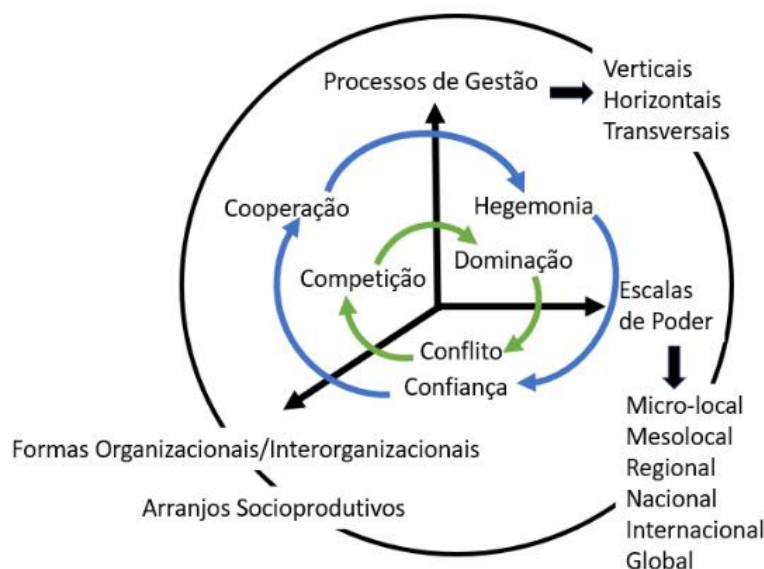 Processos de Gestão
Verticais
Horizontais
Transversais
Cooperação
Hegemonia
Competição
Dominação
Escalas
de Poder
Conflito
Confiança
Micro-local
Mesolocal
Regional
Nacional
Internacional
Global
Formas Organizacionais/Interorganizacionais
Arranjos Socioprodutivos